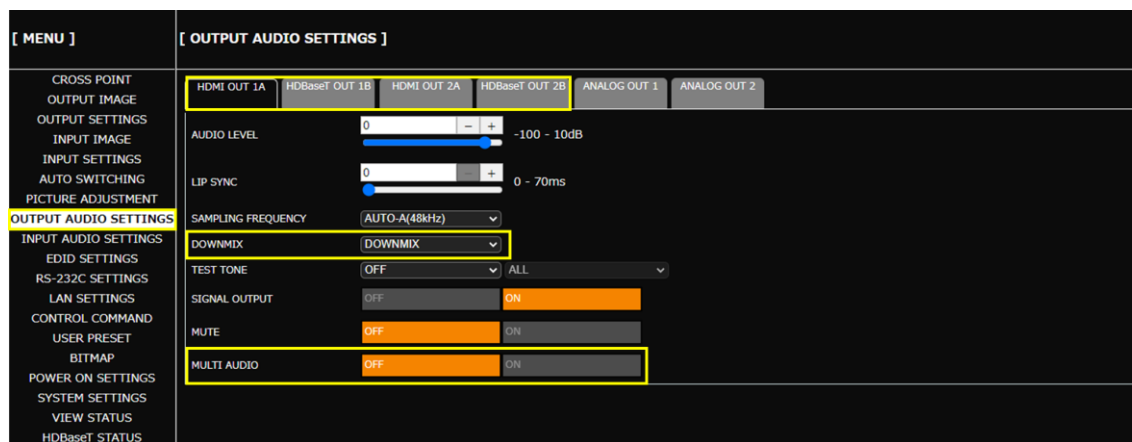 [ MENU ]
[ OUTPUT AUDIO SETTINGS ]
CROSS POINT
OUTPUT IMAGE
OUTPUT SETTINGS
INPUT IMAGE
INPUT SETTINGS
AUTO SWITCHING
PICTURE ADJUSTMENT
OUTPUT AUDIO SETTINGS
INPUT AUDIO SETTINGS
EDID SETTINGS
RS-232C SETTINGS
LAN SETTINGS
CONTROL COMMAND
USER PRESET
BITMAP
POWER ON SETTINGS
SYSTEM SETTINGS
VIEW STATUS
HDBaseT STATUS
HDMI OUT 1A HDBaseT OUT 1B HDMI OUT 2A HDBaseT OUT 2B ANALOG OUT 1 ANALOG OUT 2
AUDIO LEVEL 0 − + -100 - 10dB
LIP SYNC 0 − + 0 - 70ms
SAMPLING FREQUENCY AUTO-A(48kHz)
DOWNMIX DOWNMIX
TEST TONE OFF ALL
SIGNAL OUTPUT OFF ON
MUTE OFF ON
MULTI AUDIO OFF ON